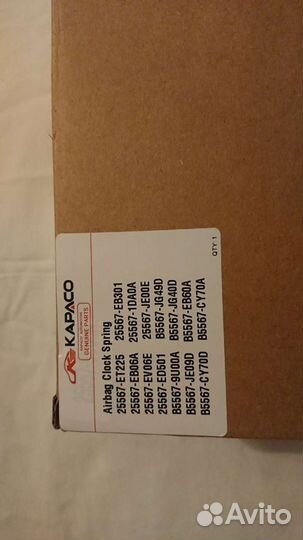 KAPACO
GENUINE PARTS
Airbag Clock Spring
25567-ET225 25567-EB301
25567-EB06A 25567-1DA0A
25567-EV06E 25567-JE00E
25567-ED501 B5567-JG49D
B5567-9U00A B5567-JG40D
B5567-JE09D B5567-EB60A
B5567-CY70D B5567-CY70A
QTY: 1
Avito